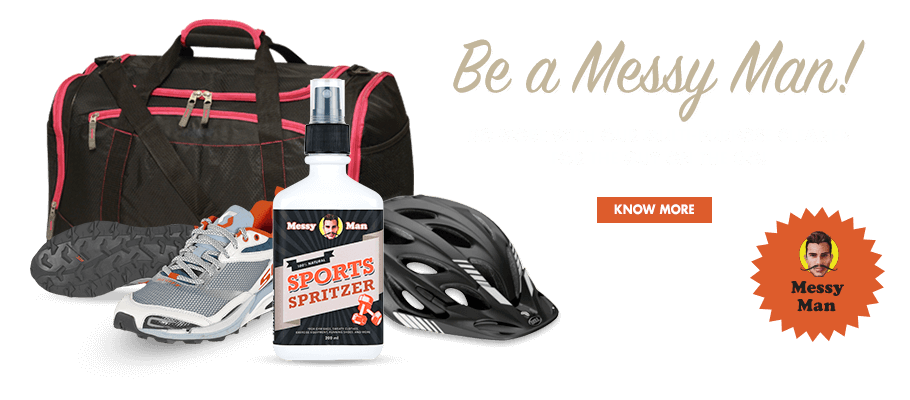 Be a Messy Man!
KNOW MORE
Messy Man
100% NATURAL
SPORTS
SPRITZER
200 ml
Messy
Man